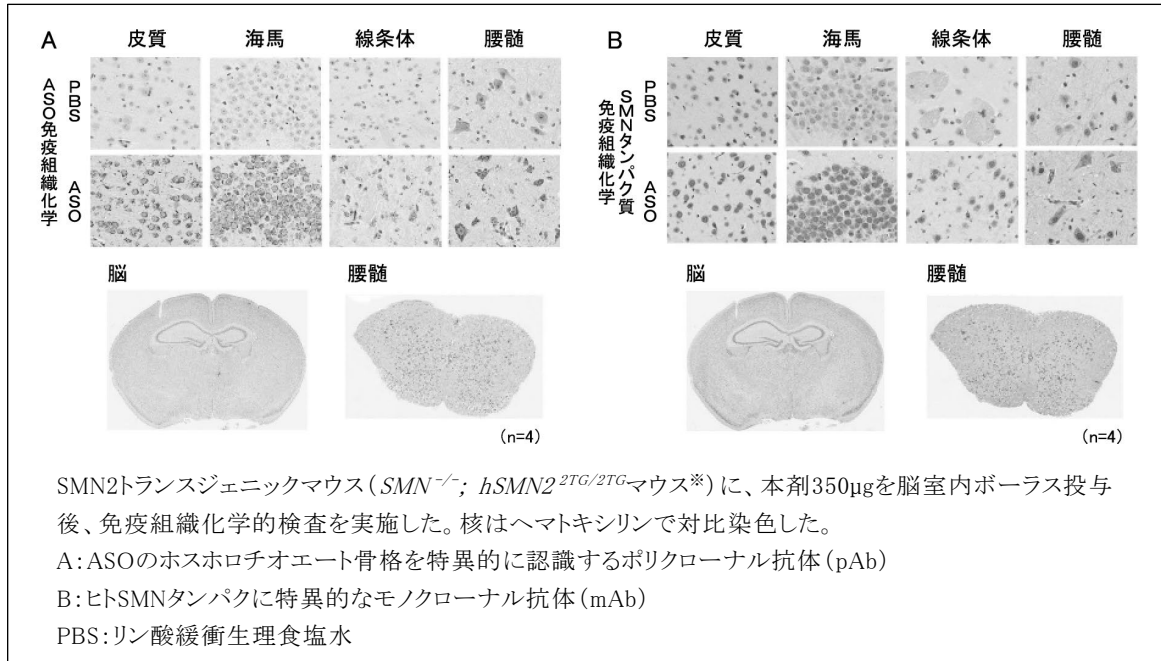 A
皮質 海馬 線条体 腰髄
ASO免疫組織化学
PBS
ASO
脳 腰髄
(n=4)
B
皮質 海馬 線条体 腰髄
SMNタンパク質
免疫組織化学
PBS
ASO
脳 腰髄
(n=4)
SMN2トランスジェニックマウス(SMN⁻/⁻; hSMN2²ᵀᴳ/²ᵀᴳマウス※)に、本剤350μgを脳室内ボーラス投与
後、免疫組織化学的検査を実施した。核はヘマトキシリンで対比染色した。
A:ASOのホスホロチオエート骨格を特異的に認識するポリクローナル抗体(pAb)
B:ヒトSMNタンパクに特異的なモノクローナル抗体(mAb)
PBS:リン酸緩衝生理食塩水